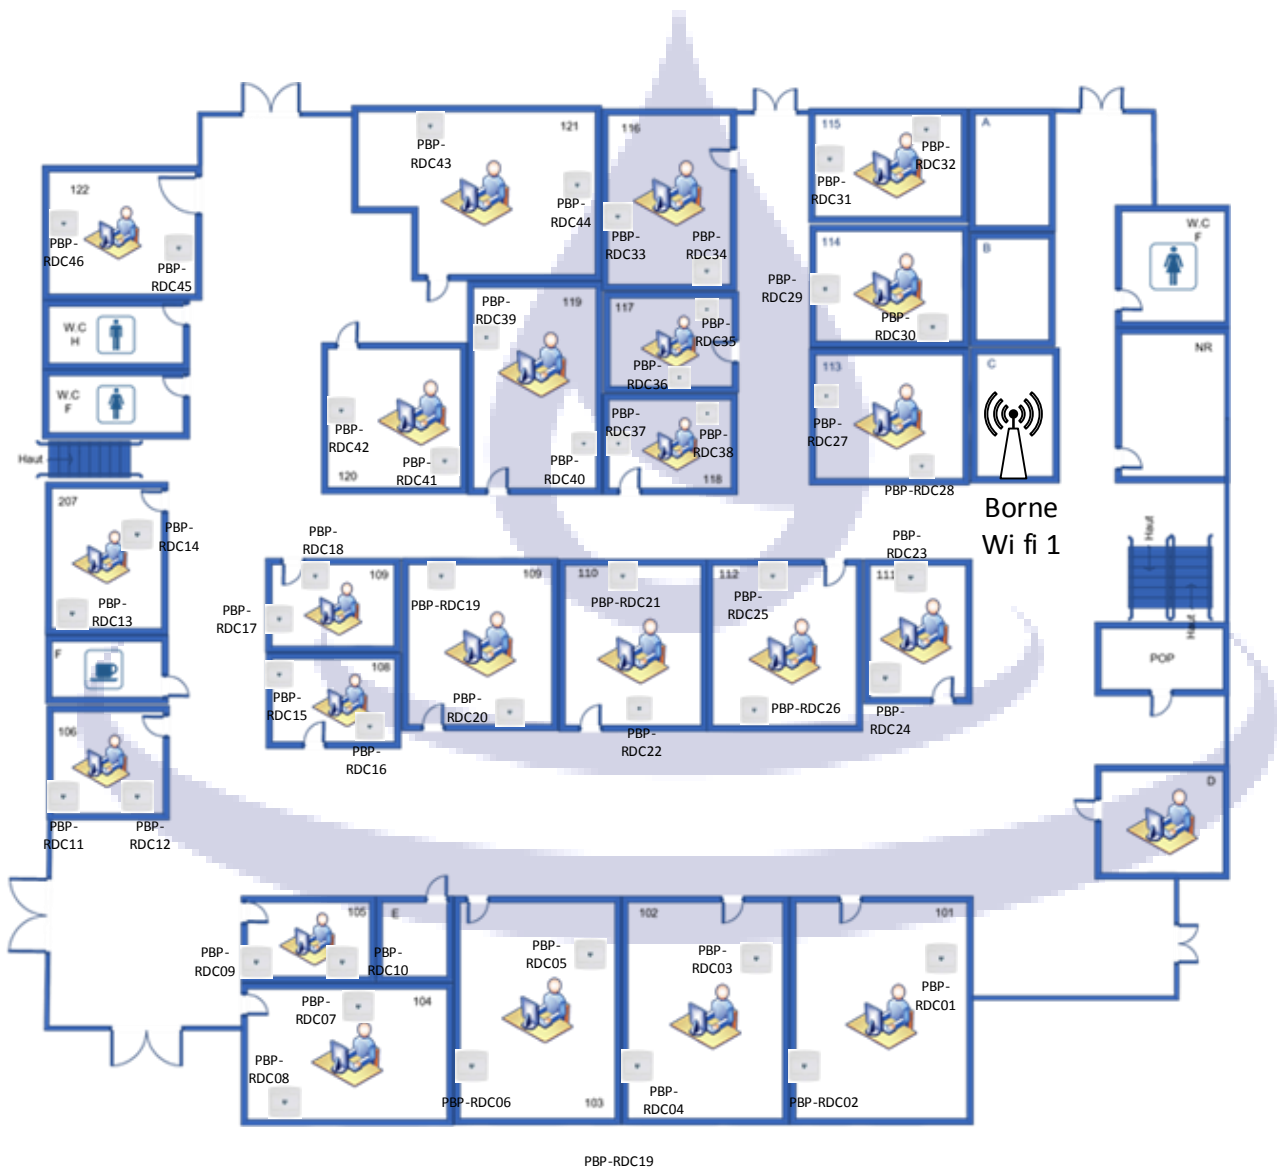 121
116
115
A
PBP-
RDC43
PBP-
RDC32
PBP-
RDC31
122
PBP-
RDC44
W.C
F
PBP-
RDC46
PBP-
RDC45
PBP-
RDC33
PBP-
RDC34
114
B
PBP-
RDC29
PBP-
RDC30
PBP-
RDC39
119
117
PBP-
RDC35
W.C
H
NR
PBP-
RDC36
113
C
W.C
F
PBP-
RDC42
PBP-
RDC37
PBP-
RDC38
PBP-
RDC27
Haut
PBP-
RDC41
PBP-
RDC40
120
118
PBP-RDC28
Borne
Wi fi 1
207
PBP-
RDC14
PBP-
RDC18
PBP-
RDC23
Haut
109
109
110
112
111
PBP-
RDC13
PBP-
RDC17
PBP-RDC19
PBP-RDC21
PBP-
RDC25
Haut
F
108
POP
PBP-
RDC15
PBP-
RDC20
PBP-RDC26
PBP-
RDC24
106
PBP-
RDC16
PBP-
RDC22
D
PBP-
RDC11
PBP-
RDC12
105
E
102
101
PBP-
RDC09
PBP-
RDC10
PBP-
RDC05
PBP-
RDC03
PBP-
RDC01
PBP-
RDC07
104
PBP-
RDC08
PBP-RDC06
103
PBP-
RDC04
PBP-RDC02
PBP-RDC19